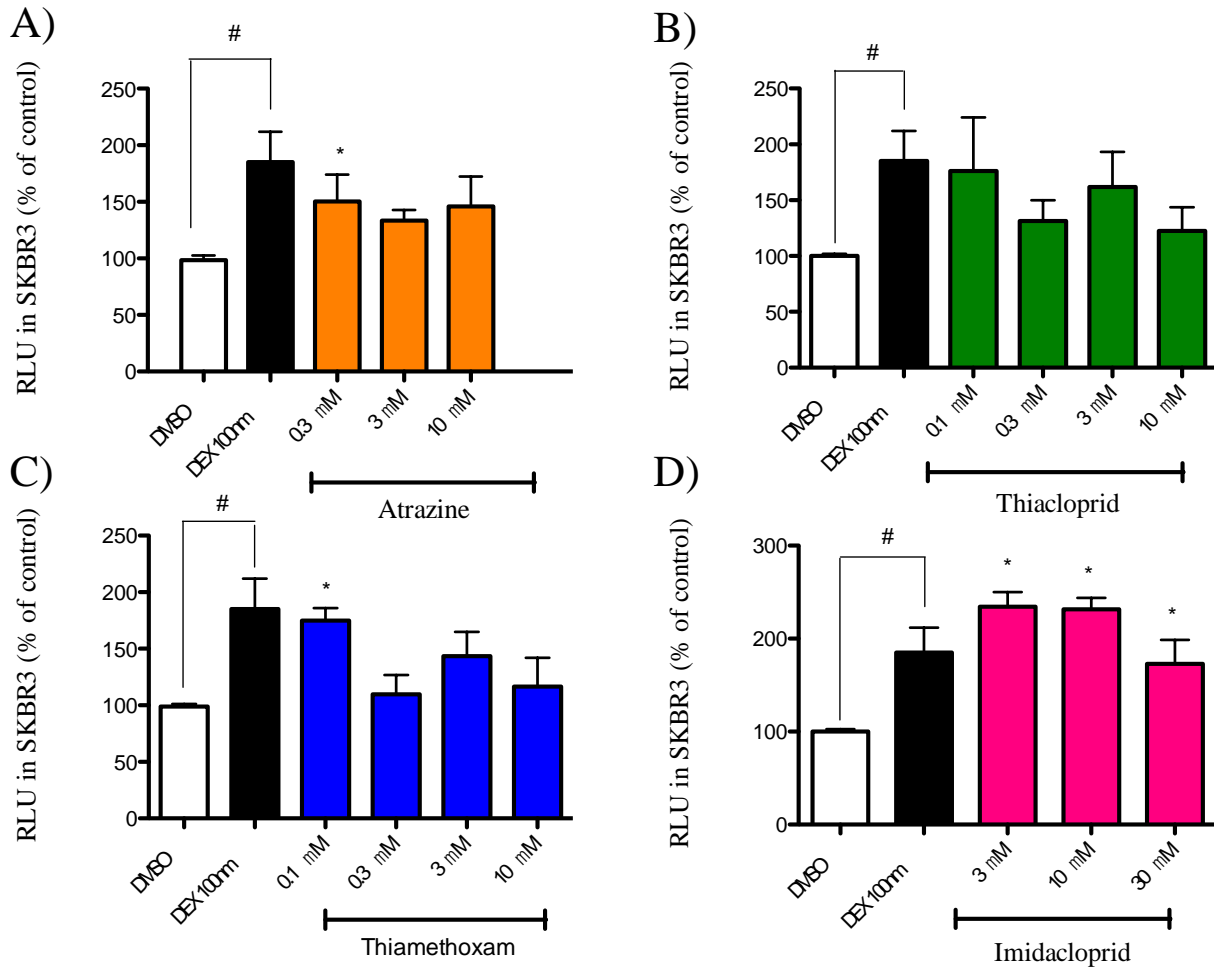 A)
#
RLU in SKBR3 (% of control)
250
200
150
100
50
0
*
DMSO
DEX 100nm
0.3 mM
3 mM
10 mM
Atrazine
B)
#
RLU in SKBR3 (% of control)
250
200
150
100
50
0
DMSO
DEX 100nm
0.1 mM
0.3 mM
3 mM
10 mM
Thiacloprid
C)
#
RLU in SKBR3 (% of control)
250
200
150
100
50
0
*
DMSO
DEX 100nm
0.1 mM
0.3 mM
3 mM
10 mM
Thiamethoxam
D)
#
RLU in SKBR3 (% of control)
300
200
100
0
* * *
DMSO
DEX 100nm
3 mM
10 mM
30 mM
Imidacloprid